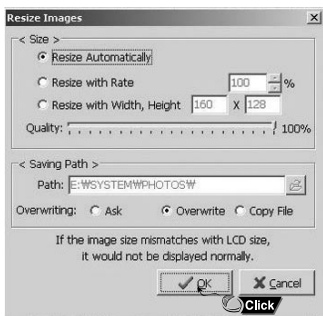 Resize Images
< Size >
Resize Automatically
Resize with Rate 100 %
Resize with Width, Height 160 X 128
Quality: 100%
< Saving Path >
Path: E:₩SYSTEM₩PHOTOS₩
Overwriting: Ask Overwrite Copy File
If the image size mismatches with LCD size,
it would not be displayed normally.
OK Cancel
Click